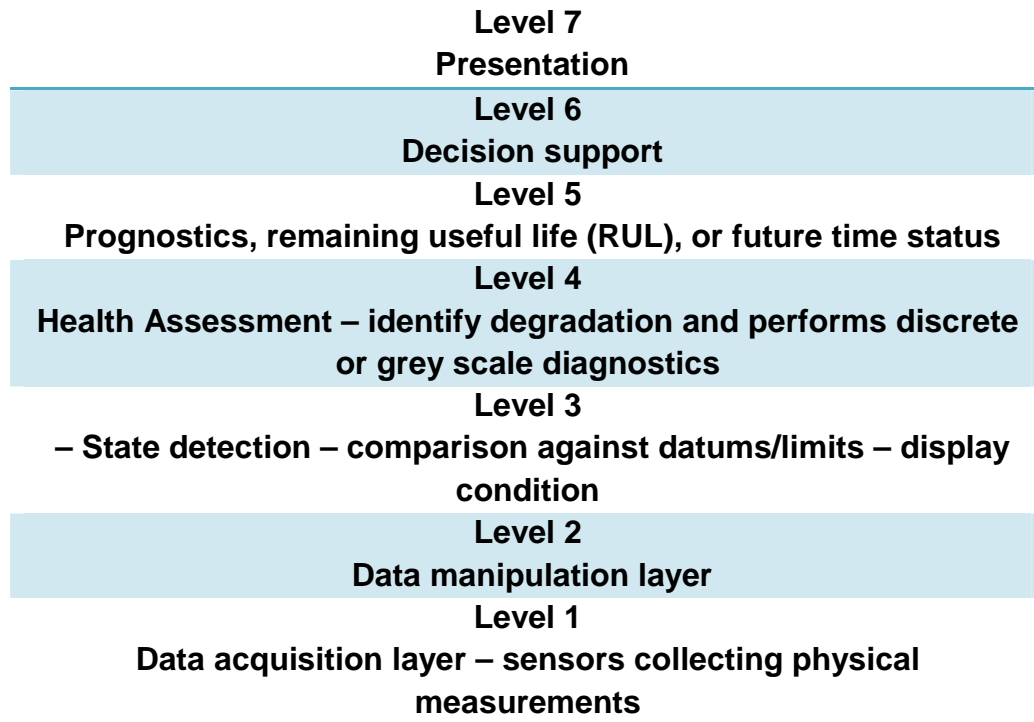 Level 7
Presentation
Level 6
Decision support
Level 5
Prognostics, remaining useful life (RUL), or future time status
Level 4
Health Assessment – identify degradation and performs discrete
or grey scale diagnostics
Level 3
– State detection – comparison against datums/limits – display
condition
Level 2
Data manipulation layer
Level 1
Data acquisition layer – sensors collecting physical
measurements